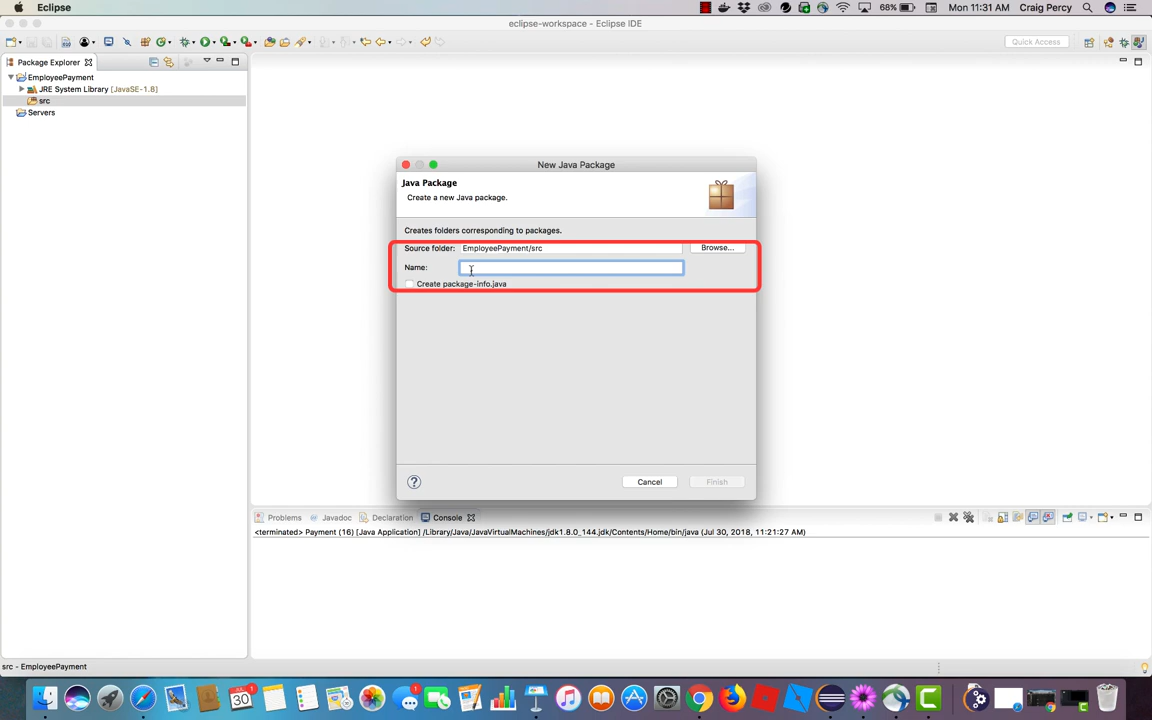 Eclipse
68%
Mon 11:31 AM
Craig Percy
eclipse-workspace - Eclipse IDE
Quick Access
Package Explorer
EmployeePayment
JRE System Library [JavaSE-1.8]
src
Servers
New Java Package
Java Package
Create a new Java package.
Creates folders corresponding to packages.
Source folder: EmployeePayment/src Browse...
Name:
Create package-info.java
? Cancel Finish
Problems Javadoc Declaration Console
<terminated> Payment (16) [Java Application] /Library/Java/JavaVirtualMachines/jdk1.8.0_144.jdk/Contents/Home/bin/java (Jul 30, 2018, 11:21:27 AM)
src - EmployeePayment
30
1
1